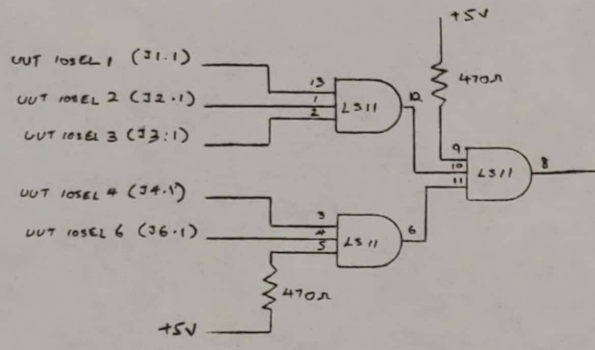 +5V
470Ω
UUT IOSEL 1 (J1.1)
13
12
UUT IOSEL 2 (J2.1)
1
LS11
2
UUT IOSEL 3 (J3.1)
9
10
LS11
8
11
UUT IOSEL 4 (J4.1)
3
6
UUT IOSEL 6 (J6.1)
4
LS11
5
470Ω
+5V